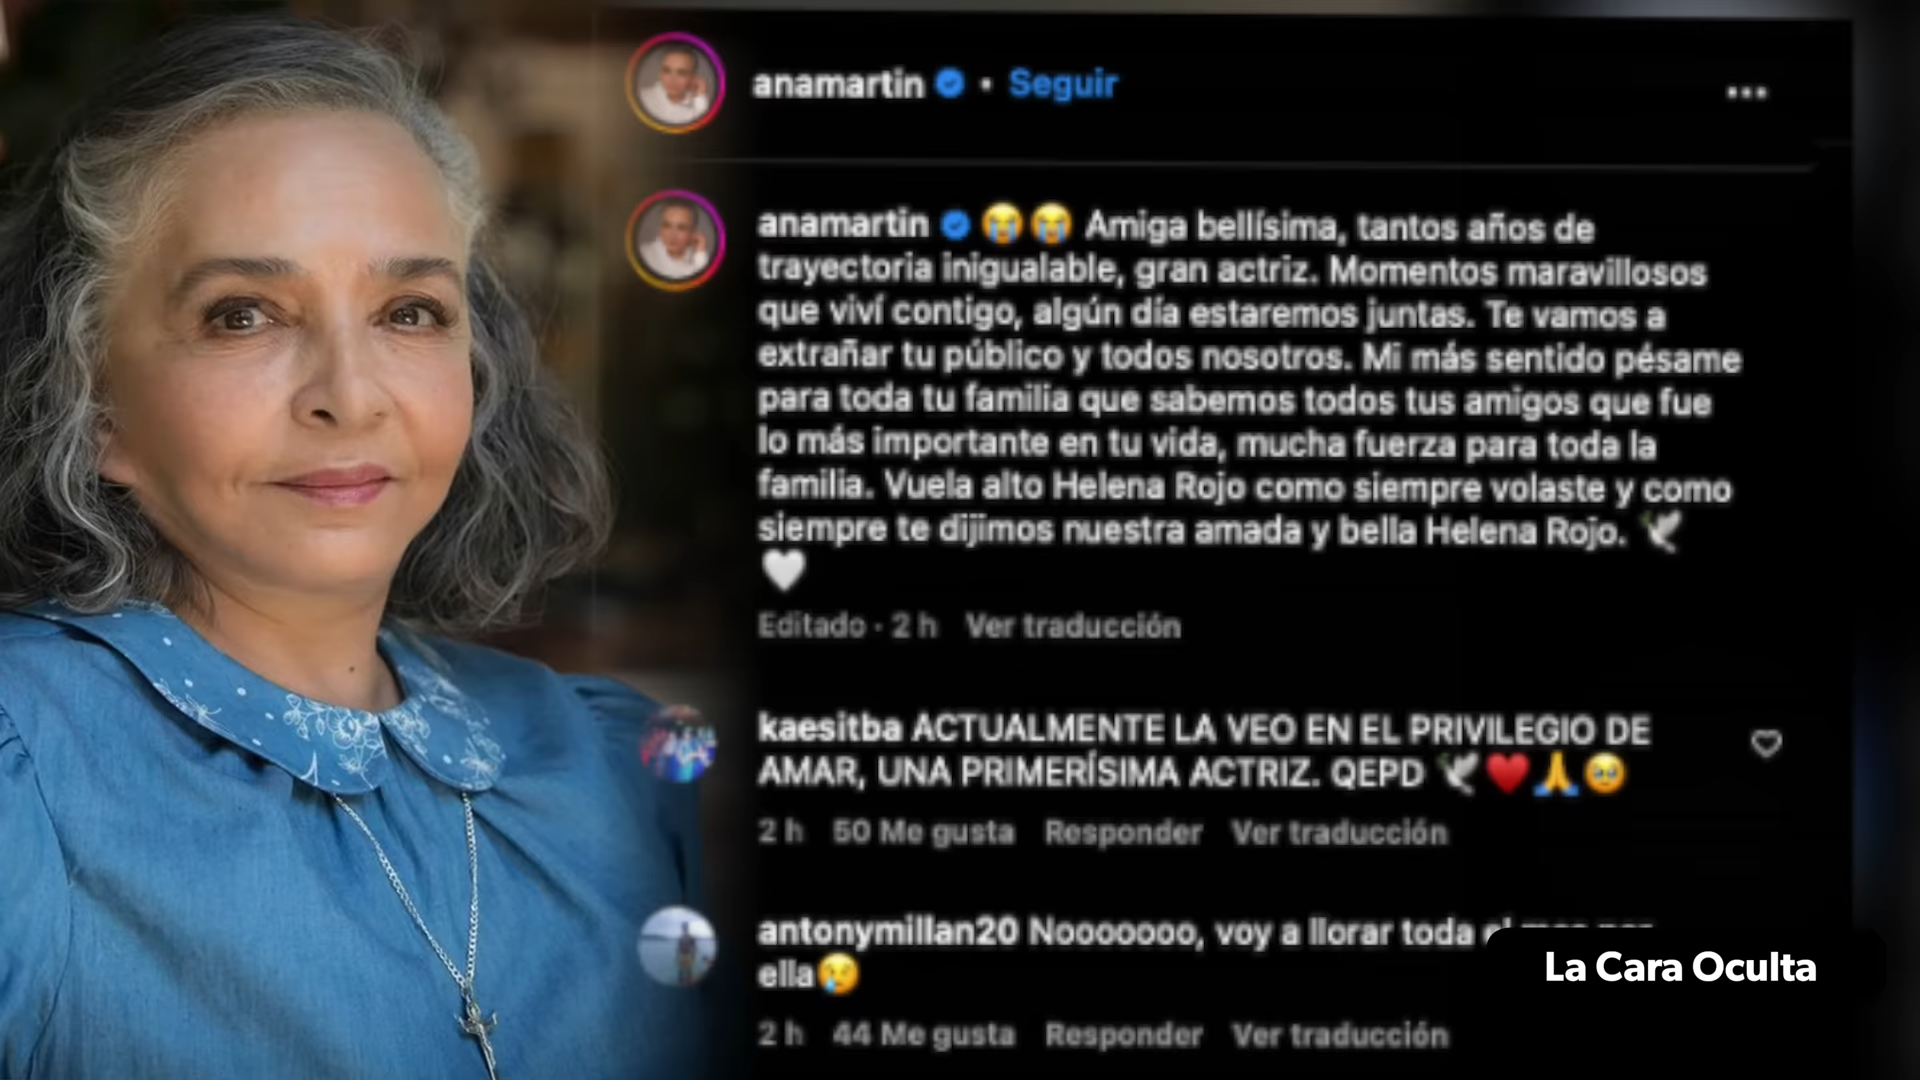 anamartin • Seguir
anamartin 😭😭 Amiga bellísima, tantos años de
trayectoria inigualable, gran actriz. Momentos maravillosos
que viví contigo, algún día estaremos juntas. Te vamos a
extrañar tu público y todos nosotros. Mi más sentido pésame
para toda tu familia que sabemos todos tus amigos que fue
lo más importante en tu vida, mucha fuerza para toda la
familia. Vuela alto Helena Rojo como siempre volaste y como
siempre te dijimos nuestra amada y bella Helena Rojo. 🕊️
🤍
Editado · 2 h Ver traducción
kaesitba ACTUALMENTE LA VEO EN EL PRIVILEGIO DE
AMAR, UNA PRIMERÍSIMA ACTRIZ. QEPD 🕊️❤️🙏🥹
2 h 50 Me gusta Responder Ver traducción
antonymillan20 Nooooooo, voy a llorar toda
ella😢
2 h 44 Me gusta Responder Ver traducción
La Cara Oculta